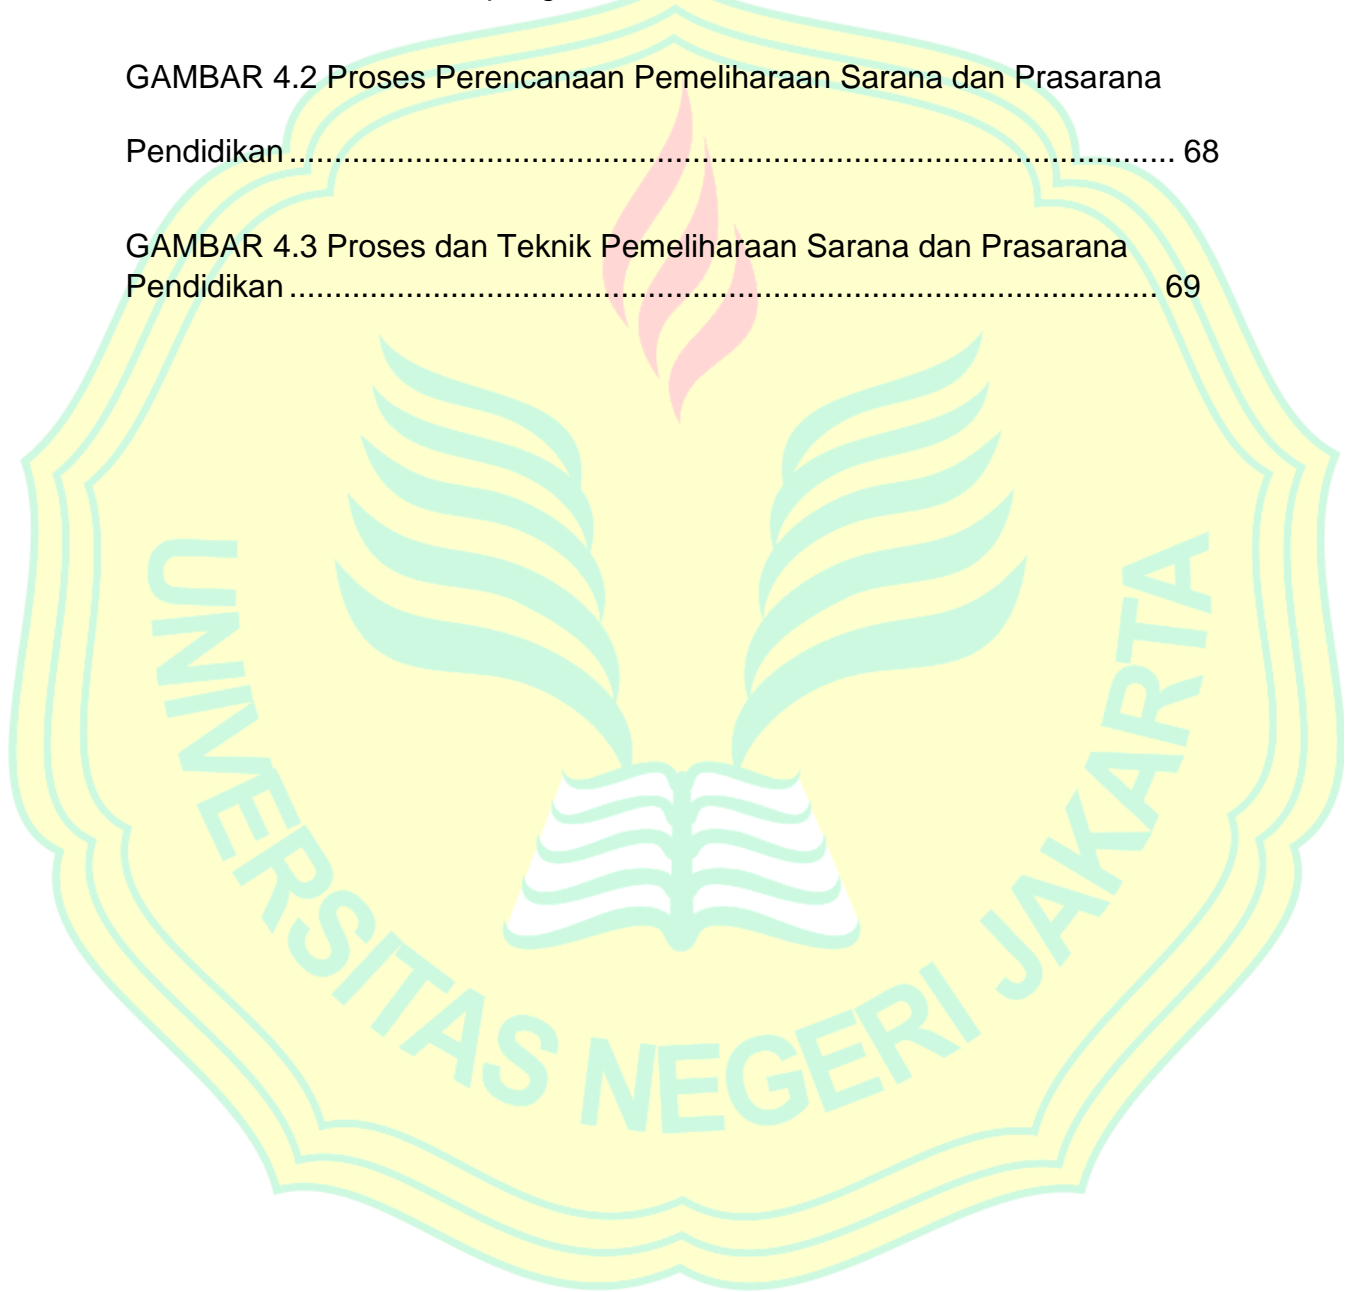 GAMBAR 4.2 Proses Perencanaan Pemeliharaan Sarana dan Prasarana
Pendidikan .................................................................................................. 68
GAMBAR 4.3 Proses dan Teknik Pemeliharaan Sarana dan Prasarana
Pendidikan ................................................................................................ 69
UNIVERSITAS NEGERI JAKARTA